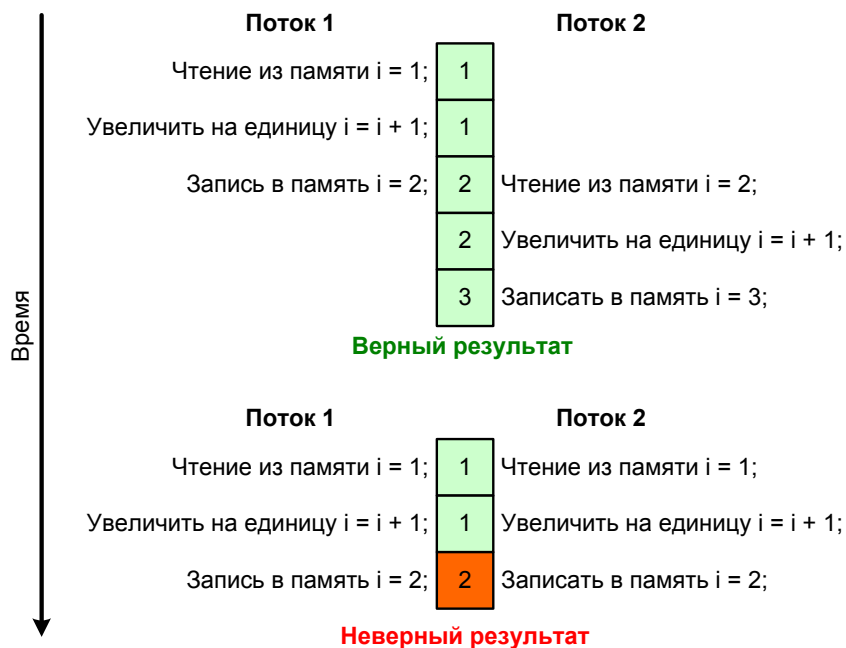 Поток 1 Поток 2
Чтение из памяти i = 1; 1
Увеличить на единицу i = i + 1; 1
Запись в память i = 2; 2 Чтение из памяти i = 2;
2 Увеличить на единицу i = i + 1;
3 Записать в память i = 3;
Верный результат
Время
Поток 1 Поток 2
Чтение из памяти i = 1; 1 Чтение из памяти i = 1;
Увеличить на единицу i = i + 1; 1 Увеличить на единицу i = i + 1;
Запись в память i = 2; 2 Записать в память i = 2;
Неверный результат